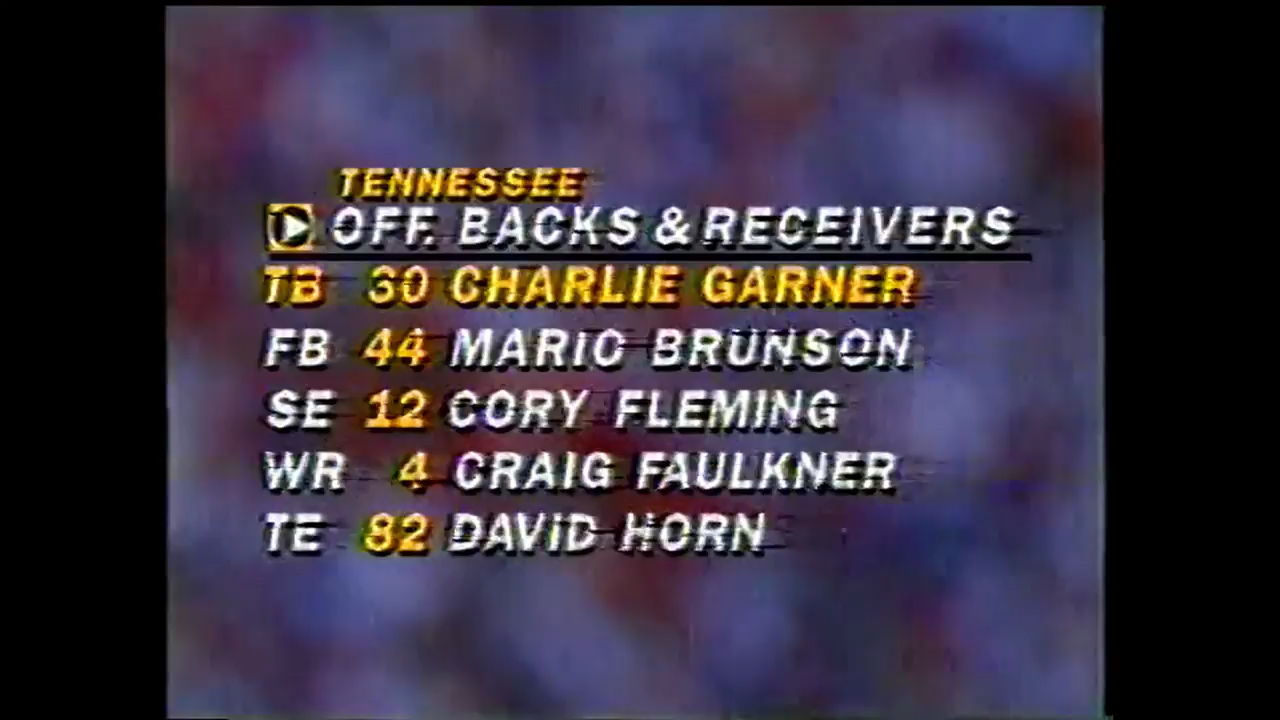 TENNESSEE
OFF. BACKS & RECEIVERS
TB 30 CHARLIE GARNER
FB 44 MARIO BRUNSON
SE 12 CORY FLEMING
WR 4 CRAIG FAULKNER
TE 82 DAVID HORN